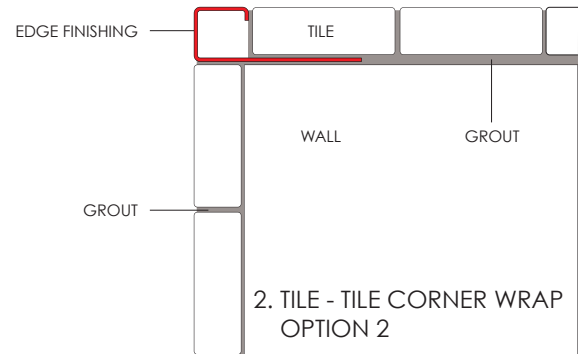 EDGE FINISHING
TILE
WALL
GROUT
GROUT
2. TILE - TILE CORNER WRAP
OPTION 2